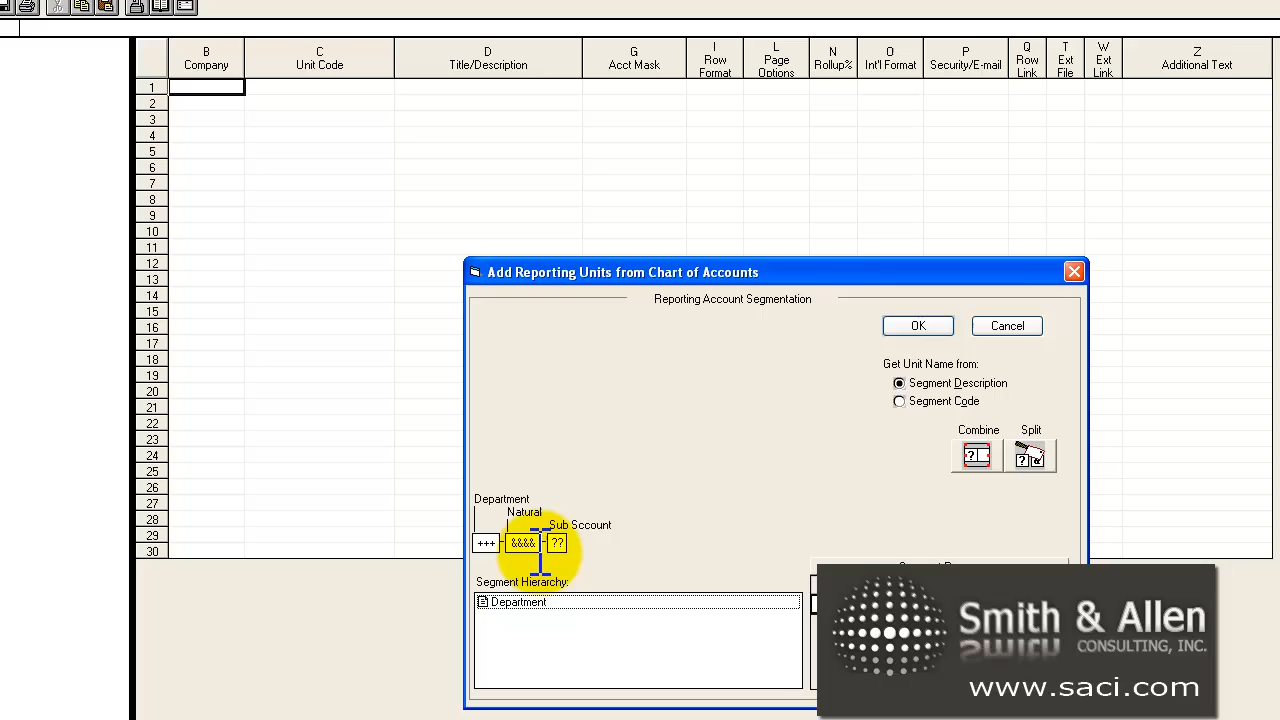 B C D G I L N O P Q T W Z
Company Unit Code Title/Description Acct Mask Row Format Page Options Rollup% Int'l Format Security/E-mail Row Link Ext File Ext Link Additional Text
1
2
3
4
5
6
7
8
9
10
11
12
13
14
15
16
17
18
19
20
21
22
23
24
25
26
27
28
29
30
Add Reporting Units from Chart of Accounts
Reporting Account Segmentation
OK Cancel
Get Unit Name from:
Segment Description
Segment Code
Combine Split
Department
Natural
Sub Sccount
+++ - &&&& - ??
Segment Hierarchy:
Department
Smith & Allen
CONSULTING, INC.
www.saci.com